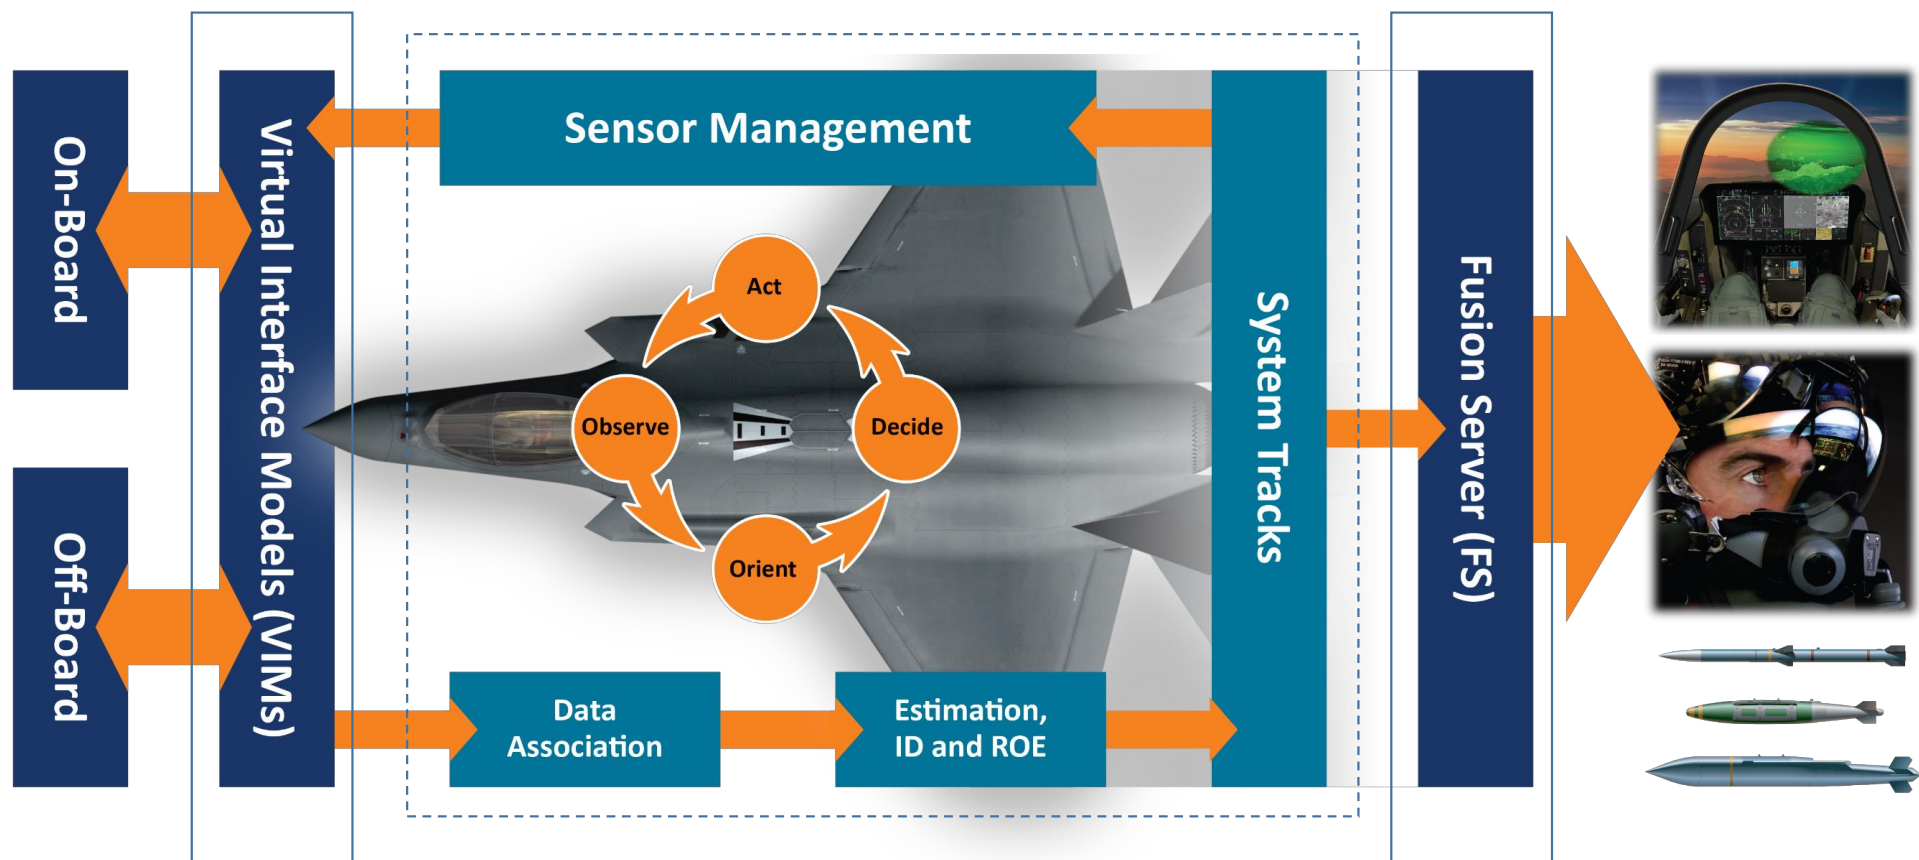 On-Board
Off-Board
Virtual Interface Models (VIMs)
Sensor Management
Act
Observe
Decide
Orient
Data
Association
Estimation,
ID and ROE
System Tracks
Fusion Server (FS)